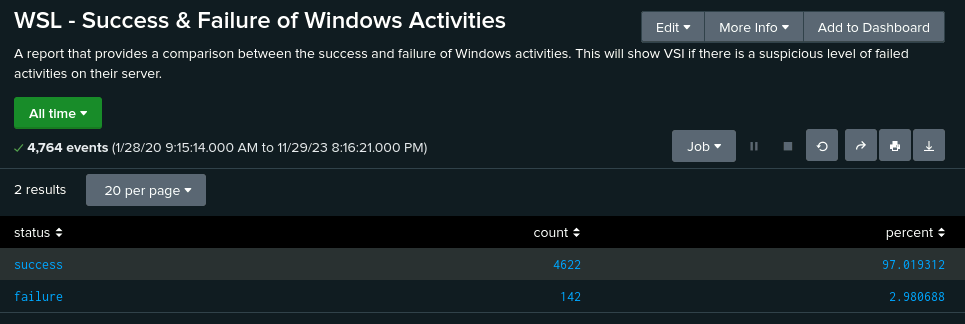 WSL - Success & Failure of Windows Activities
Edit
More Info
Add to Dashboard
A report that provides a comparison between the success and failure of Windows activities. This will show VSI if there is a suspicious level of failed
activities on their server.
All time
4,764 events (1/28/20 9:15:14.000 AM to 11/29/23 8:16:21.000 PM)
Job
2 results
20 per page
status count percent
success 4622 97.019312
failure 142 2.980688